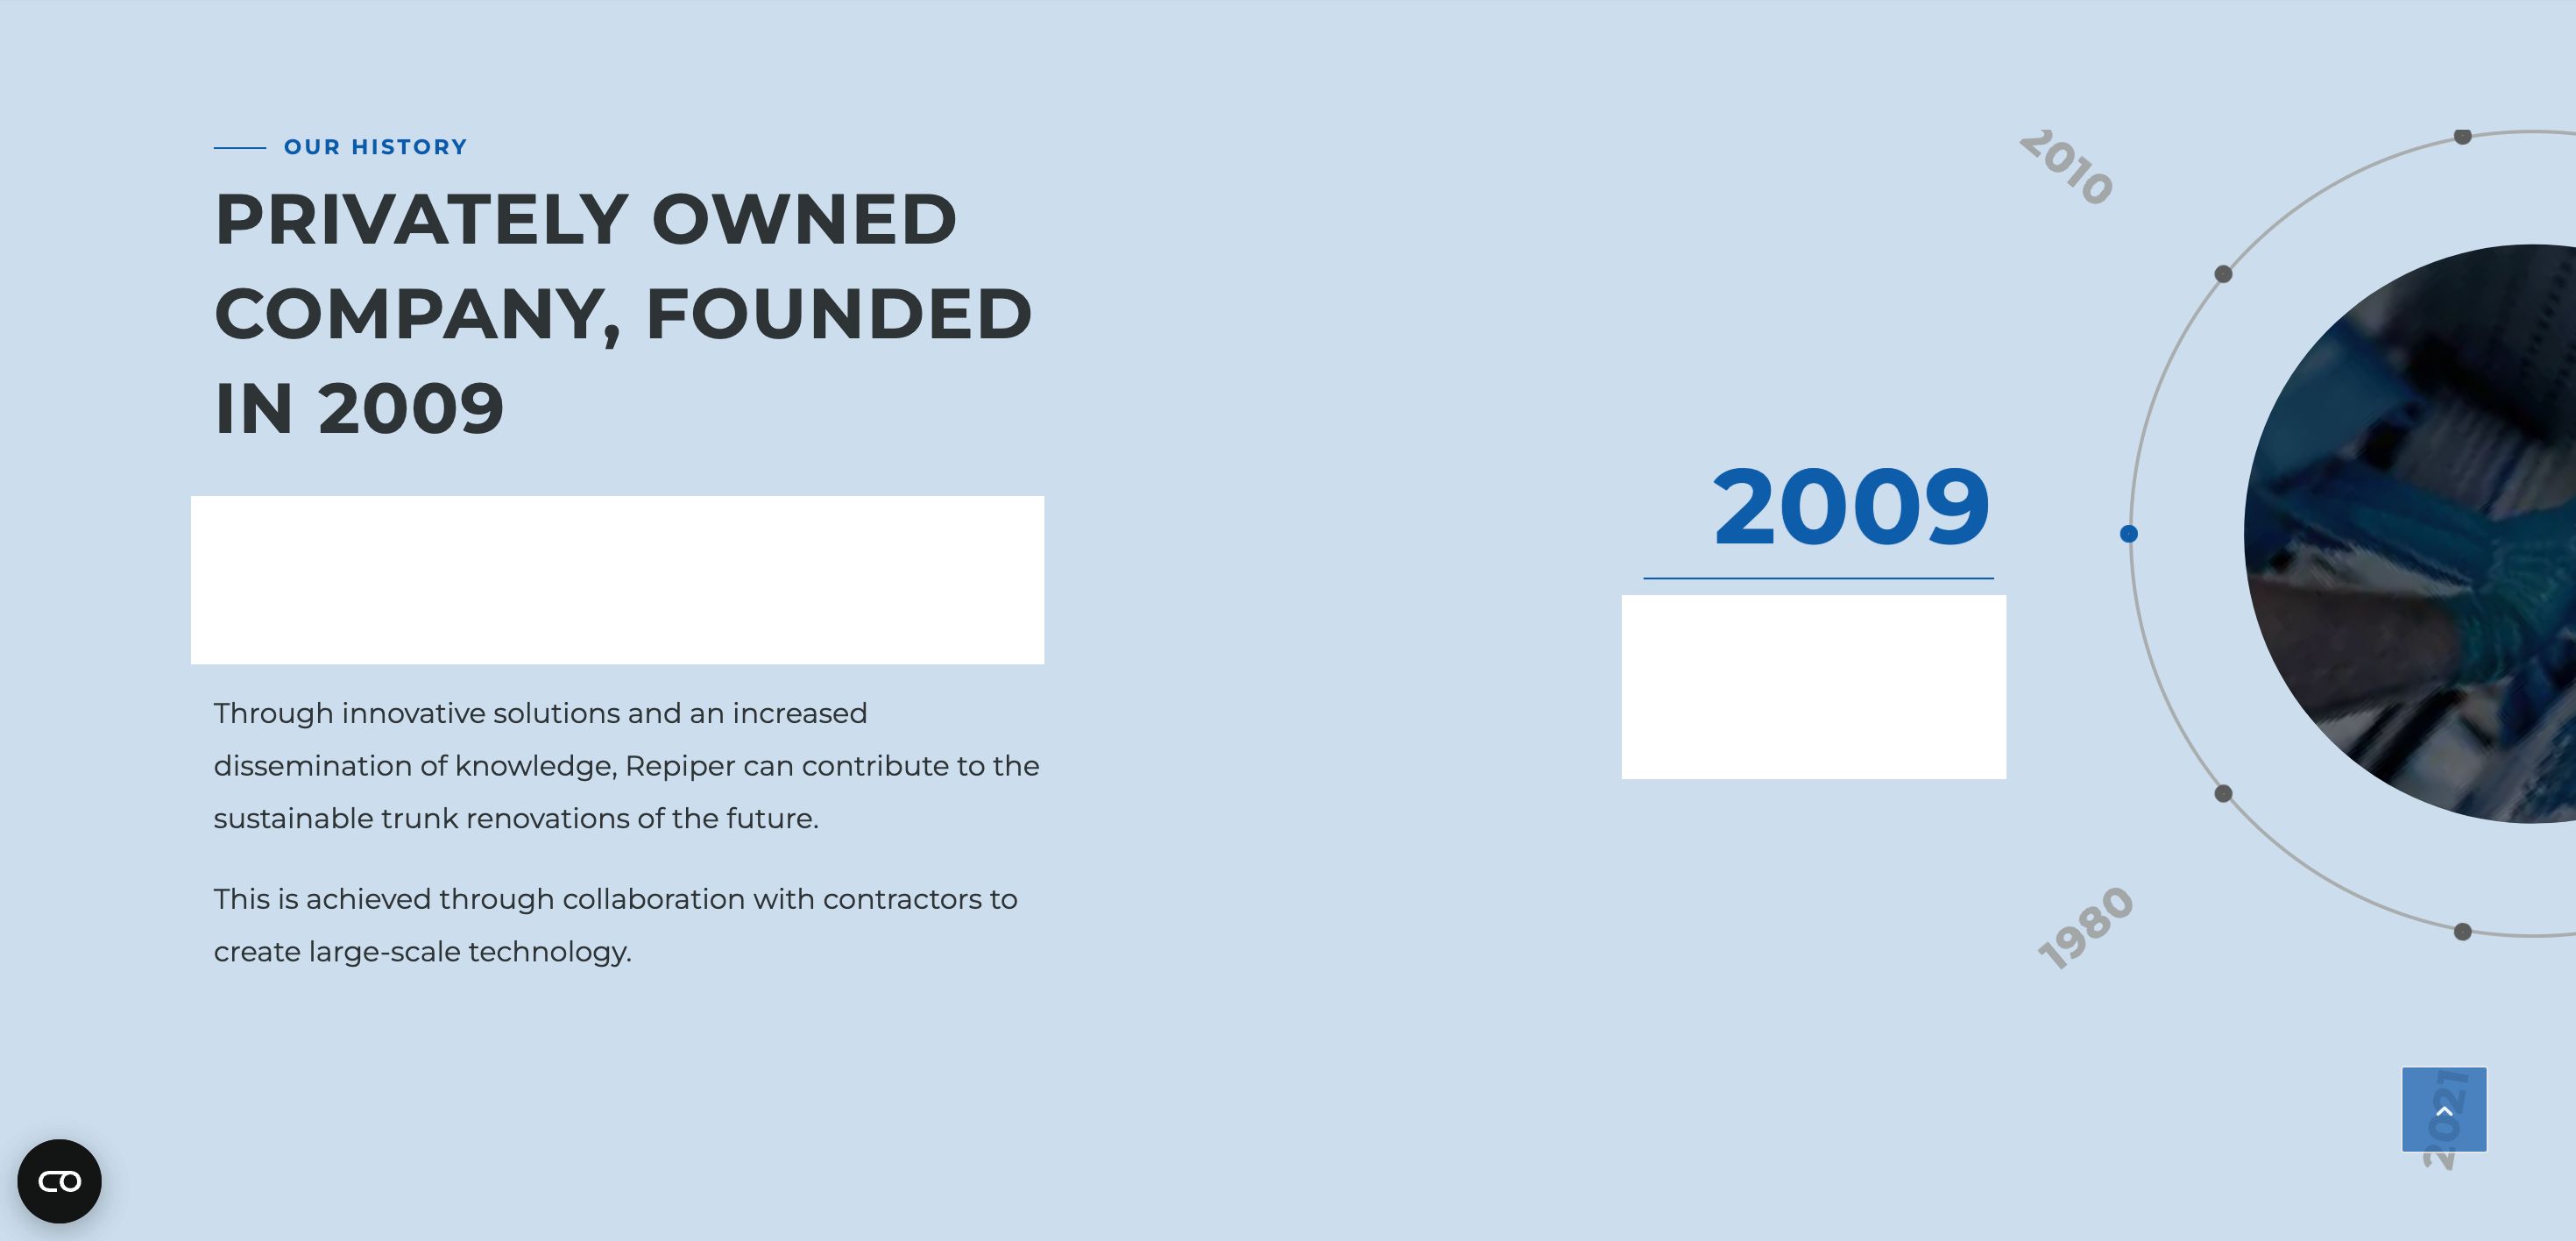 OUR HISTORY
PRIVATELY OWNED
COMPANY, FOUNDED
IN 2009
Through innovative solutions and an increased
dissemination of knowledge, Repiper can contribute to the
sustainable trunk renovations of the future.
This is achieved through collaboration with contractors to
create large-scale technology.
2010
2009
1980
2021